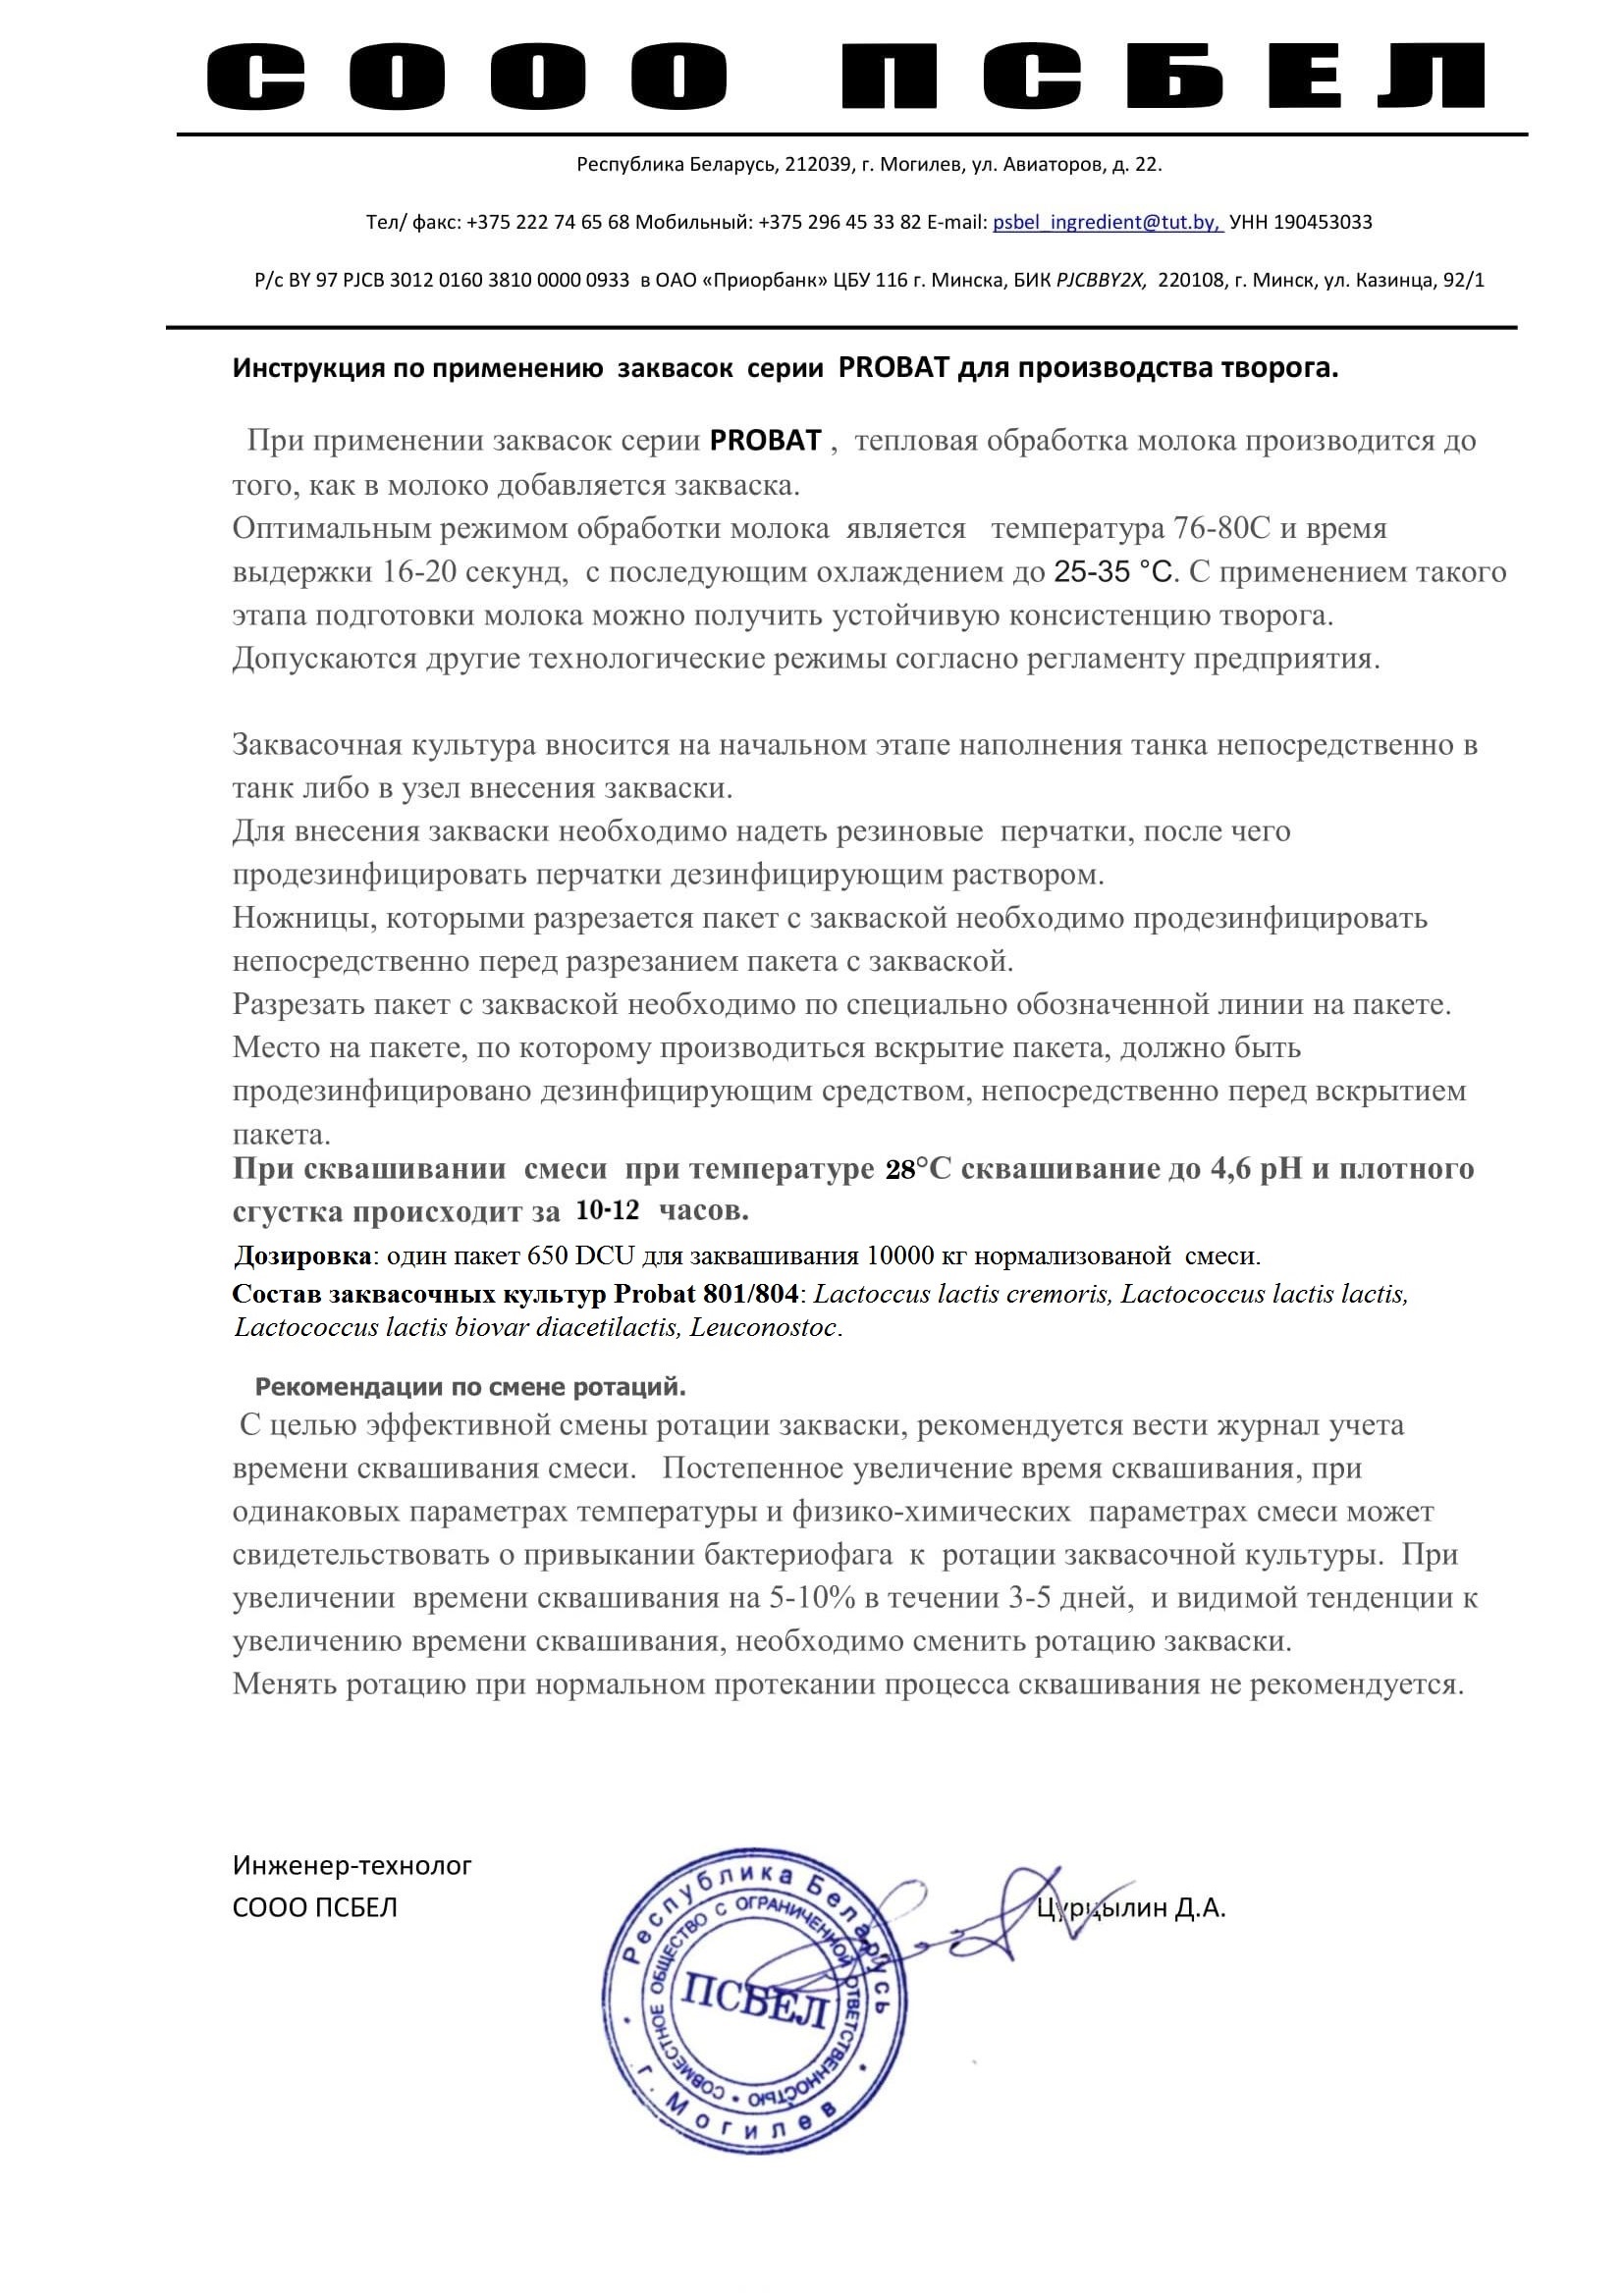 СООО ПСБЕЛ
Республика Беларусь, 212039, г. Могилев, ул. Авиаторов, д. 22.
Тел/ факс: +375 222 74 65 68 Мобильный: +375 296 45 33 82 E-mail: psbel_ingredient@tut.by, УНН 190453033
Р/с BY 97 PJCB 3012 0160 3810 0000 0933 в ОАО «Приорбанк» ЦБУ 116 г. Минска, БИК PJCBBY2X, 220108, г. Минск, ул. Казинца, 92/1
Инструкция по применению заквасок серии PROBAT для производства творога.
При применении заквасок серии PROBAT , тепловая обработка молока производится до
того, как в молоко добавляется закваска.
Оптимальным режимом обработки молока является температура 76-80С и время
выдержки 16-20 секунд, с последующим охлаждением до 25-35 °С. С применением такого
этапа подготовки молока можно получить устойчивую консистенцию творога.
Допускаются другие технологические режимы согласно регламенту предприятия.
Заквасочная культура вносится на начальном этапе наполнения танка непосредственно в
танк либо в узел внесения закваски.
Для внесения закваски необходимо надеть резиновые перчатки, после чего
продезинфицировать перчатки дезинфицирующим раствором.
Ножницы, которыми разрезается пакет с закваской необходимо продезинфицировать
непосредственно перед разрезанием пакета с закваской.
Разрезать пакет с закваской необходимо по специально обозначенной линии на пакете.
Место на пакете, по которому производиться вскрытие пакета, должно быть
продезинфицировано дезинфицирующим средством, непосредственно перед вскрытием
пакета.
При сквашивании смеси при температуре 28°С сквашивание до 4,6 рН и плотного
сгустка происходит за 10-12 часов.
Дозировка: один пакет 650 DCU для заквашивания 10000 кг нормализованой смеси.
Состав заквасочных культур Probat 801/804: Lactoccus lactis cremoris, Lactococcus lactis lactis,
Lactococcus lactis biovar diacetilactis, Leuconostoc.
Рекомендации по смене ротаций.
С целью эффективной смены ротации закваски, рекомендуется вести журнал учета
времени сквашивания смеси. Постепенное увеличение время сквашивания, при
одинаковых параметрах температуры и физико-химических параметрах смеси может
свидетельствовать о привыкании бактериофага к ротации заквасочной культуры. При
увеличении времени сквашивания на 5-10% в течении 3-5 дней, и видимой тенденции к
увеличению времени сквашивания, необходимо сменить ротацию закваски.
Менять ротацию при нормальном протекании процесса сквашивания не рекомендуется.
Инженер-технолог
СООО ПСБЕЛ
Цурцылин Д.А.
Республика Беларусь
г. Могилев
СОВМЕСТНОЕ ОБЩЕСТВО С ОГРАНИЧЕННОЙ ОТВЕТСТВЕННОСТЬЮ
ПСБЕЛ